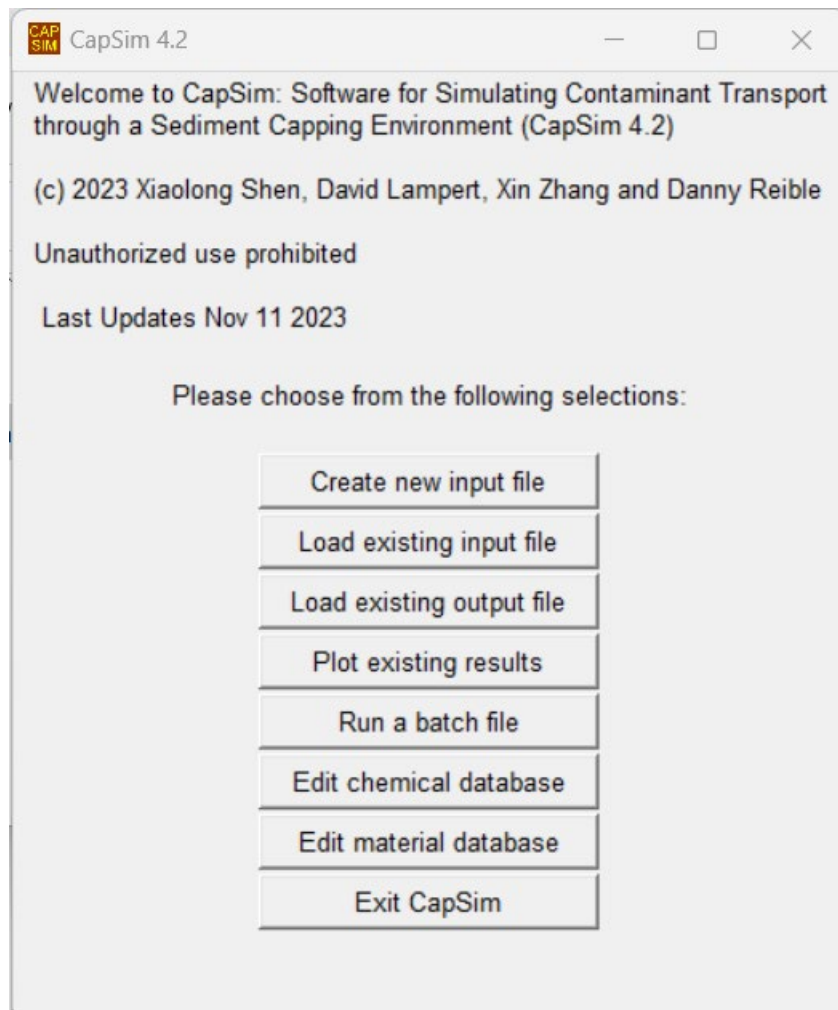 CAP
SIM
CapSim 4.2
Welcome to CapSim: Software for Simulating Contaminant Transport
through a Sediment Capping Environment (CapSim 4.2)
(c) 2023 Xiaolong Shen, David Lampert, Xin Zhang and Danny Reible
Unauthorized use prohibited
Last Updates Nov 11 2023
Please choose from the following selections:
Create new input file
Load existing input file
Load existing output file
Plot existing results
Run a batch file
Edit chemical database
Edit material database
Exit CapSim